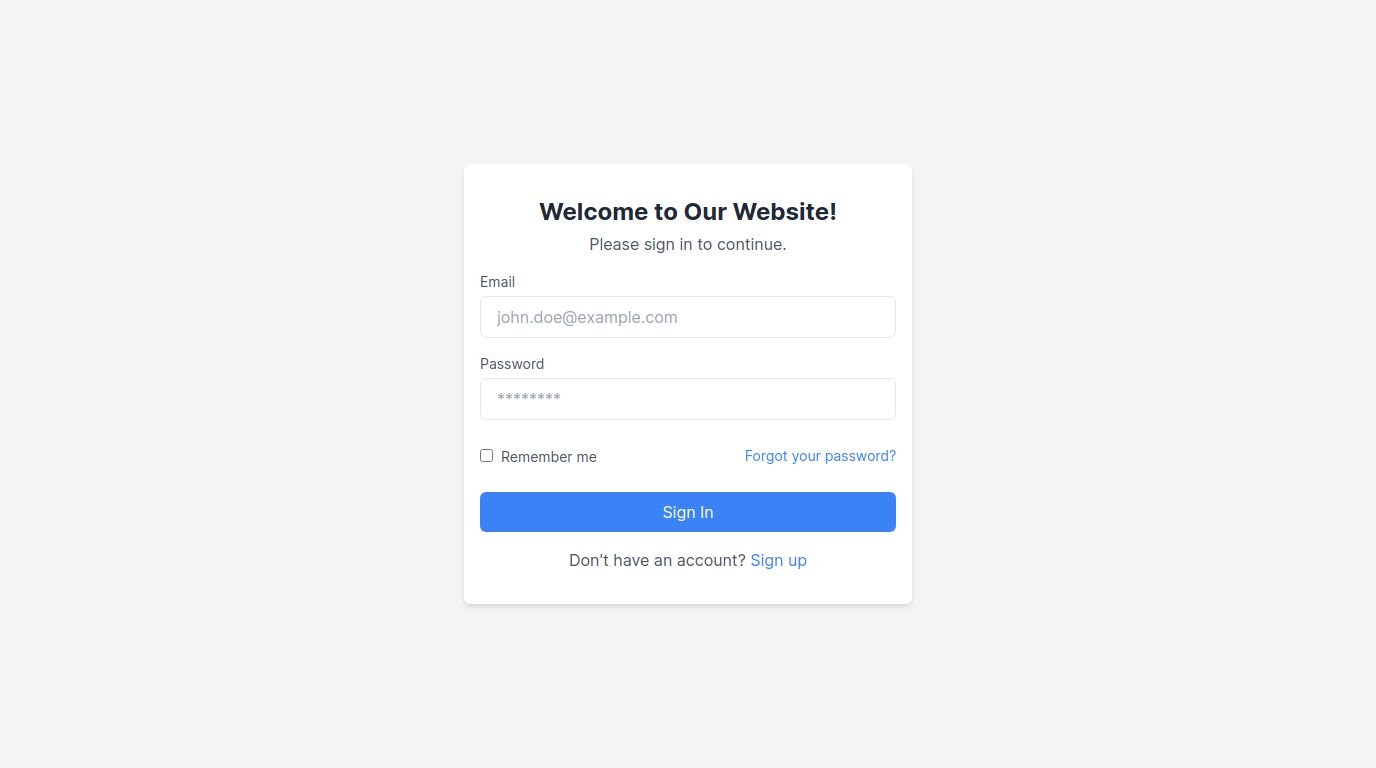 Welcome to Our Website!
Please sign in to continue.
Email
john.doe@example.com
Password
********
Remember me
Forgot your password?
Sign In
Don't have an account? Sign up